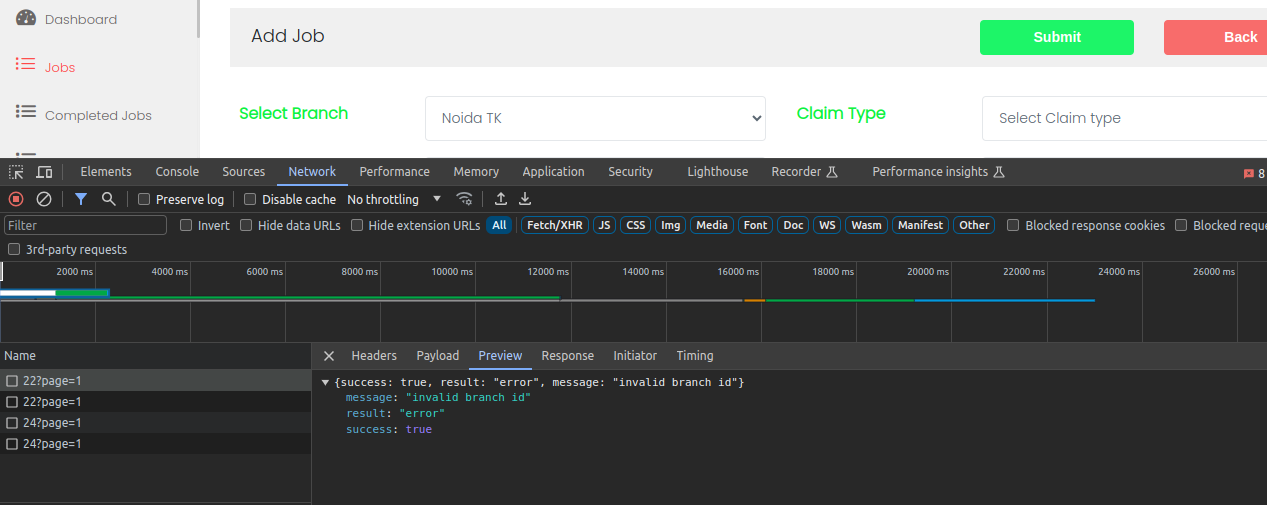 Dashboard
Add Job
Submit
Back
Jobs
Completed Jobs
Select Branch
Noida TK
Claim Type
Select Claim type
Elements Console Sources Network Performance Memory Application Security Lighthouse Recorder Performance insights 8
Preserve log Disable cache No throttling
Filter Invert Hide data URLs Hide extension URLs All Fetch/XHR JS CSS Img Media Font Doc WS Wasm Manifest Other Blocked response cookies Blocked reque
3rd-party requests
2000 ms 4000 ms 6000 ms 8000 ms 10000 ms 12000 ms 14000 ms 16000 ms 18000 ms 20000 ms 22000 ms 24000 ms 26000 ms
Name
Headers Payload Preview Response Initiator Timing
22?page=1
22?page=1
24?page=1
24?page=1
{success: true, result: "error", message: "invalid branch id"}
message: "invalid branch id"
result: "error"
success: true